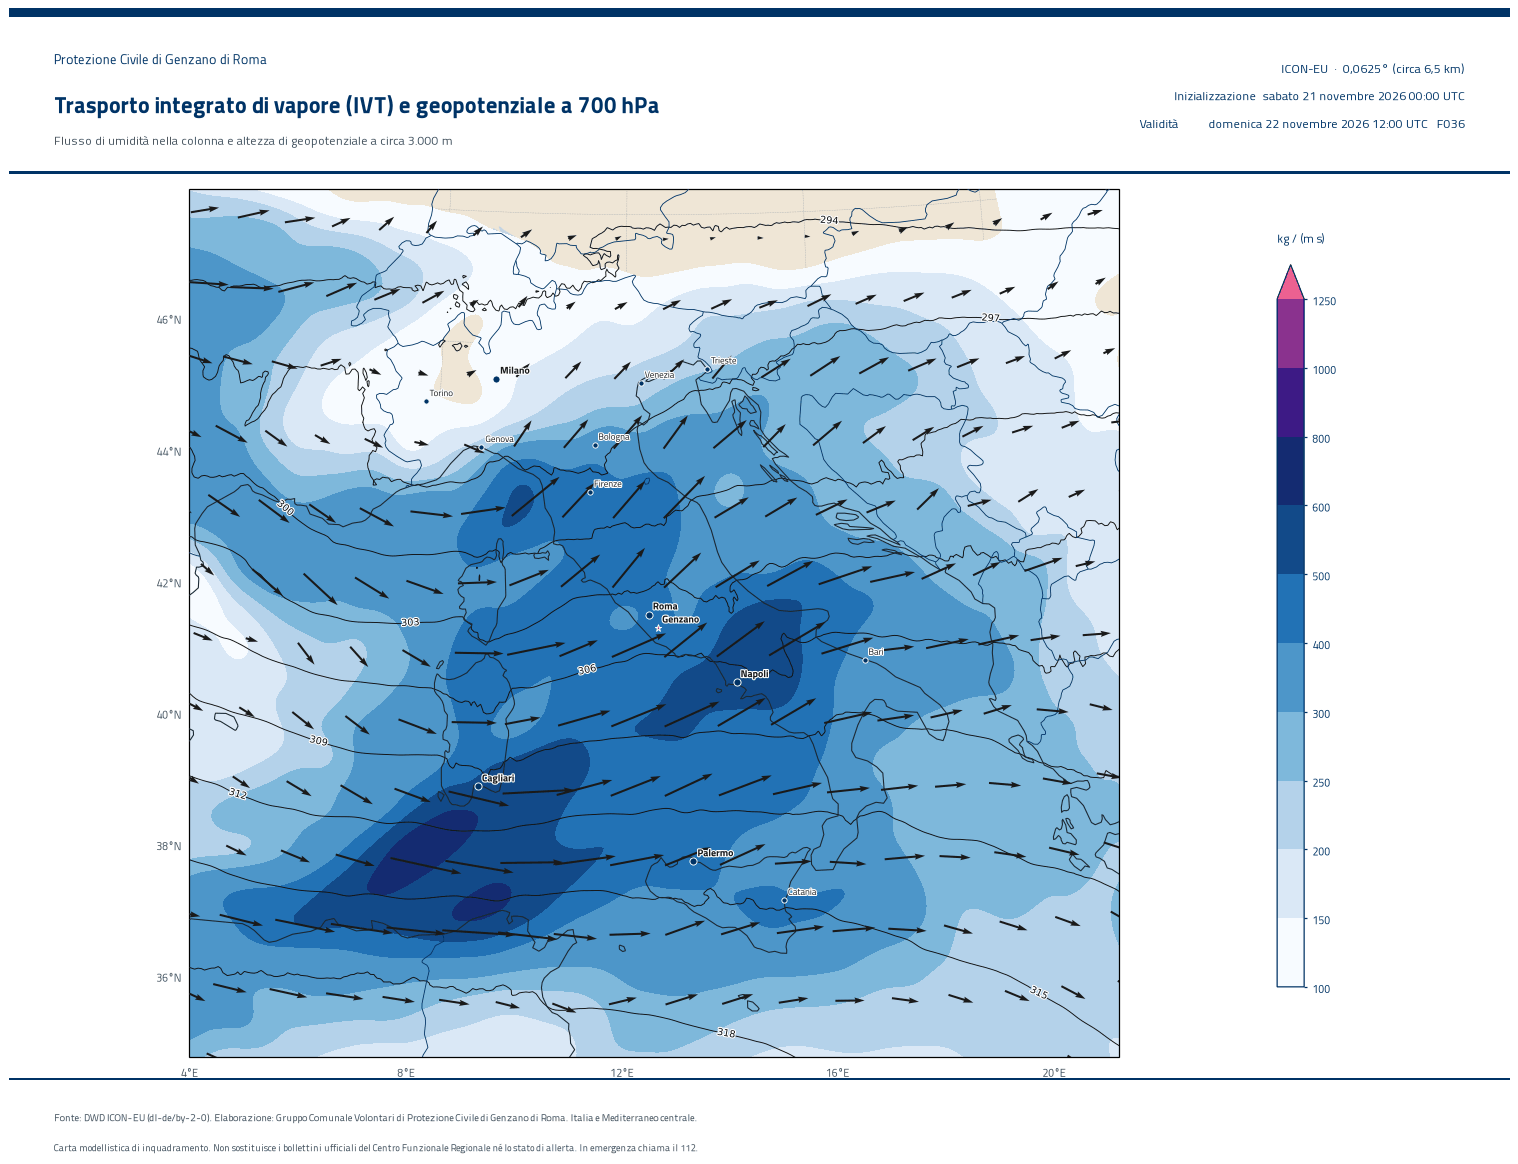 Protezione Civile di Genzano di Roma
Trasporto integrato di vapore (IVT) e geopotenziale a 700 hPa
Flusso di umidità nella colonna e altezza di geopotenziale a circa 3.000 m
ICON-EU · 0,0625° (circa 6,5 km)
Inizializzazione sabato 21 novembre 2026 00:00 UTC
Validità domenica 22 novembre 2026 12:00 UTC F036
294
kg / (m s)
1250
46°N
297
Trieste
Milano
Venezia
1000
Torino
Genova
Bologna
800
44°N
Firenze
300
600
42°N
500
Roma
Genzano
303
400
Bari
306
Napoli
40°N
300
309
Cagliari
250
312
38°N
Palermo
200
Catania
150
36°N
315
100
318
4°E 8°E 12°E 16°E 20°E
Fonte: DWD ICON-EU (dl-de/by-2-0). Elaborazione: Gruppo Comunale Volontari di Protezione Civile di Genzano di Roma. Italia e Mediterraneo centrale.
Carta modellistica di inquadramento. Non sostituisce i bollettini ufficiali del Centro Funzionale Regionale né lo stato di allerta. In emergenza chiama il 112.